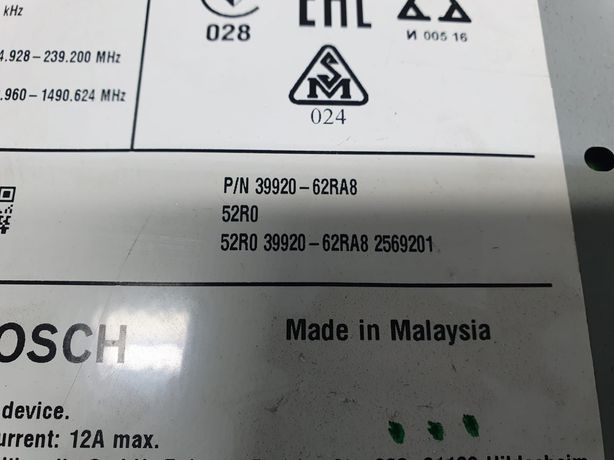 kHz
4.928–239.200 MHz
.960–1490.624 MHz
028
И 005 16
S
M
024
P/N 39920–62RA8
52R0
52R0 39920–62RA8 2569201
OSCH
Made in Malaysia
device.
urrent: 12A max.